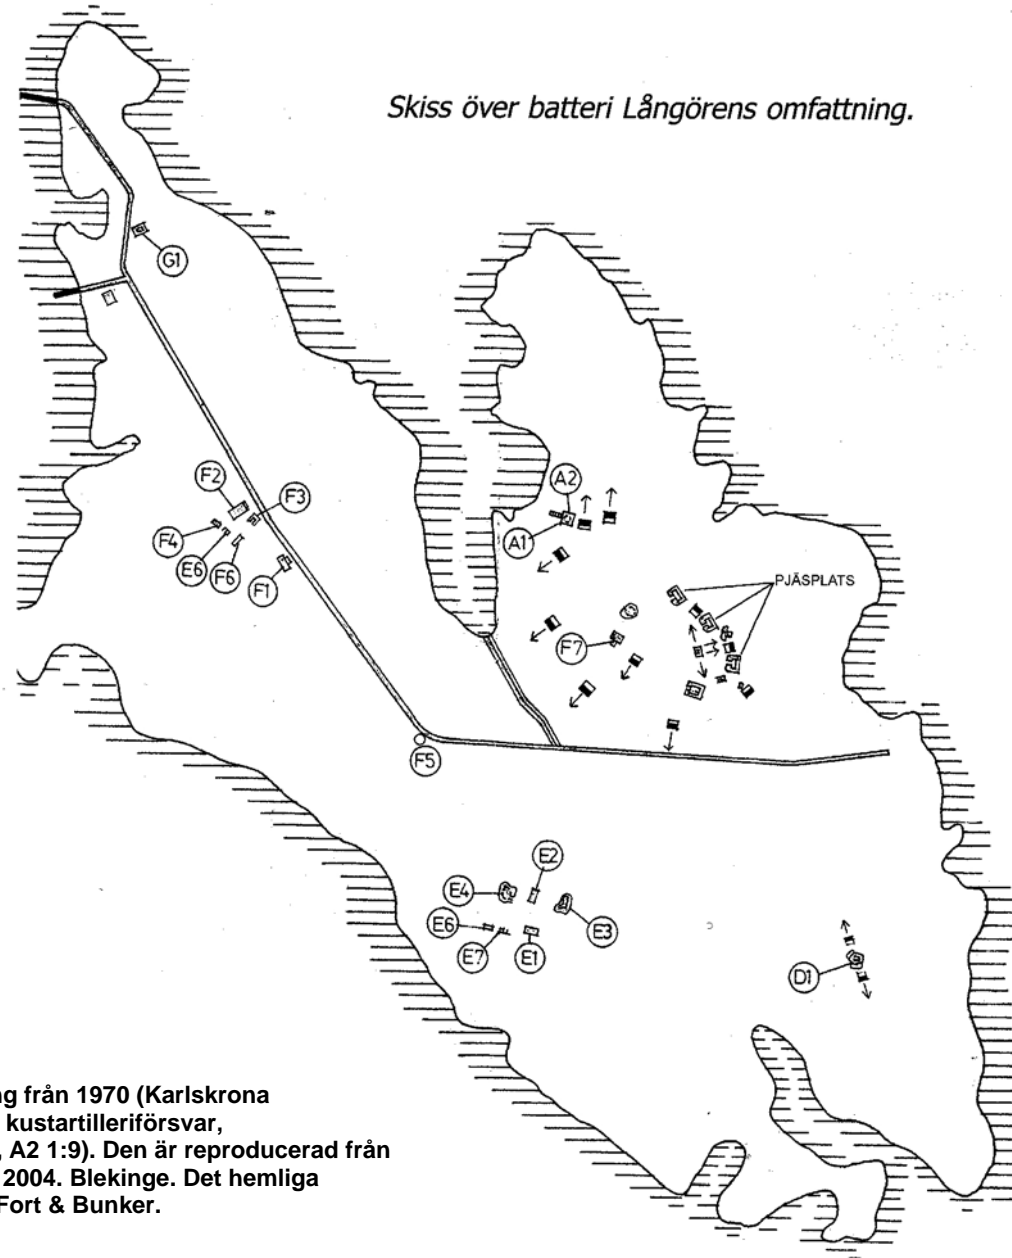 Skiss över batteri Långörens omfattning.
G1
F2
F3
A2
F4
A1
E6
F6
F1
PJÄSPLATS
F7
F5
E2
E4
E6
E3
E7
E1
D1
från 1970 (Karlskrona
kustartilleriförsvar,
, A2 1:9). Den är reproducerad från
2004. Blekinge. Det hemliga
Fort & Bunker.